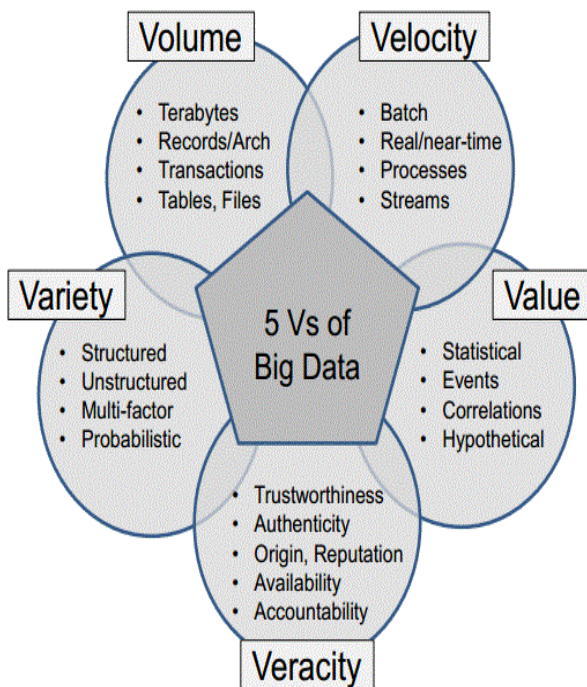 Volume
• Terabytes
• Records/Arch
• Transactions
• Tables, Files
Velocity
• Batch
• Real/near-time
• Processes
• Streams
Variety
• Structured
• Unstructured
• Multi-factor
• Probabilistic
5 Vs of
Big Data
Value
• Statistical
• Events
• Correlations
• Hypothetical
• Trustworthiness
• Authenticity
• Origin, Reputation
• Availability
• Accountability
Veracity